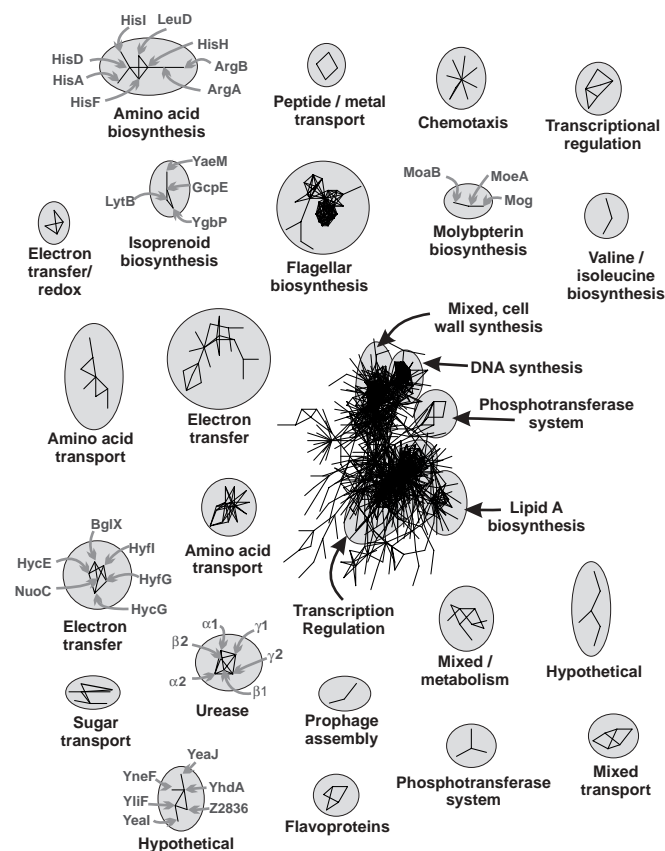 HisI
LeuD
HisH
HisD
ArgB
HisA
ArgA
HisF
Amino acid
biosynthesis
Peptide / metal
transport
Chemotaxis
Transcriptional
regulation
YaeM
GcpE
LytB
YgbP
Isoprenoid
biosynthesis
Electron
transfer/
redox
Flagellar
biosynthesis
MoaB
MoeA
Mog
Molybpterin
biosynthesis
Valine /
isoleucine
biosynthesis
Mixed, cell
wall synthesis
DNA synthesis
Phosphotransferase
system
Amino acid
transport
Electron
transfer
Lipid A
biosynthesis
Amino acid
transport
BglX
HycE
HyfI
NuoC
HyfG
HycG
Electron
transfer
Transcription
Regulation
Mixed /
metabolism
Hypothetical
α1
γ1
β2
γ2
α2
β1
Urease
Sugar
transport
Prophage
assembly
Phosphotransferase
system
Mixed
transport
YeaJ
YneF
YhdA
YliF
Z2836
YeaI
Hypothetical
Flavoproteins